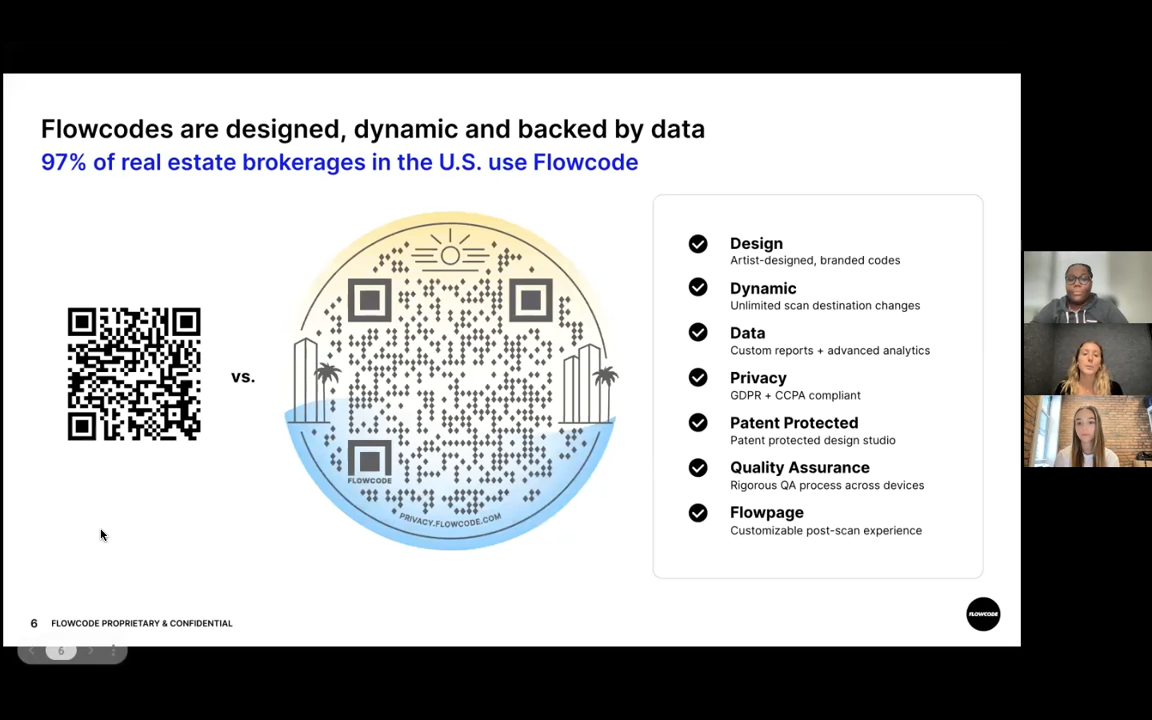 Flowcodes are designed, dynamic and backed by data
97% of real estate brokerages in the U.S. use Flowcode
vs.
FLOWCODE
PRIVACY.FLOWCODE.COM
Design
Artist-designed, branded codes
Dynamic
Unlimited scan destination changes
Data
Custom reports + advanced analytics
Privacy
GDPR + CCPA compliant
Patent Protected
Patent protected design studio
Quality Assurance
Rigorous QA process across devices
Flowpage
Customizable post-scan experience
6 FLOWCODE PROPRIETARY & CONFIDENTIAL
FLOWCODE
6